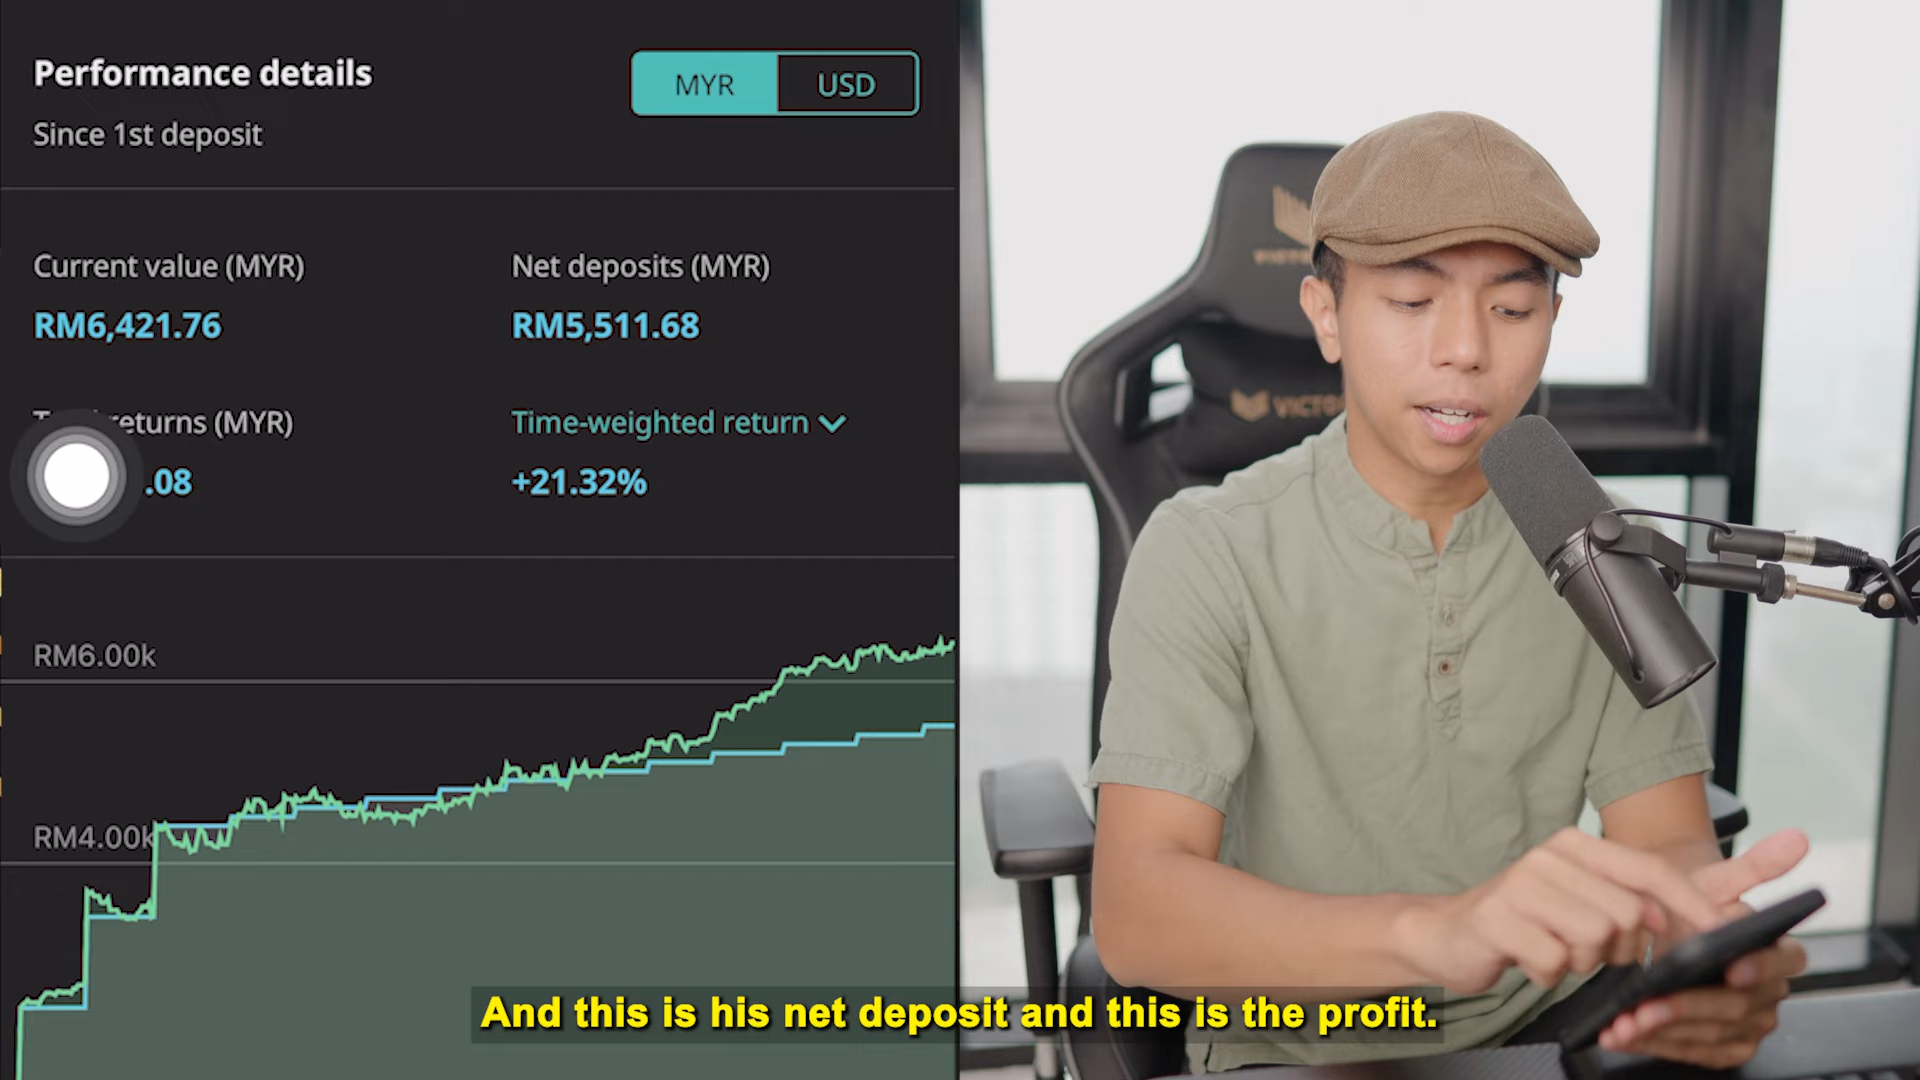 Performance details
MYR
USD
Since 1st deposit
Current value (MYR)
Net deposits (MYR)
RM6,421.76
RM5,511.68
returns (MYR)
Time-weighted return
.08
+21.32%
RM6.00k
RM4.00k
And this is his net deposit and this is the profit.